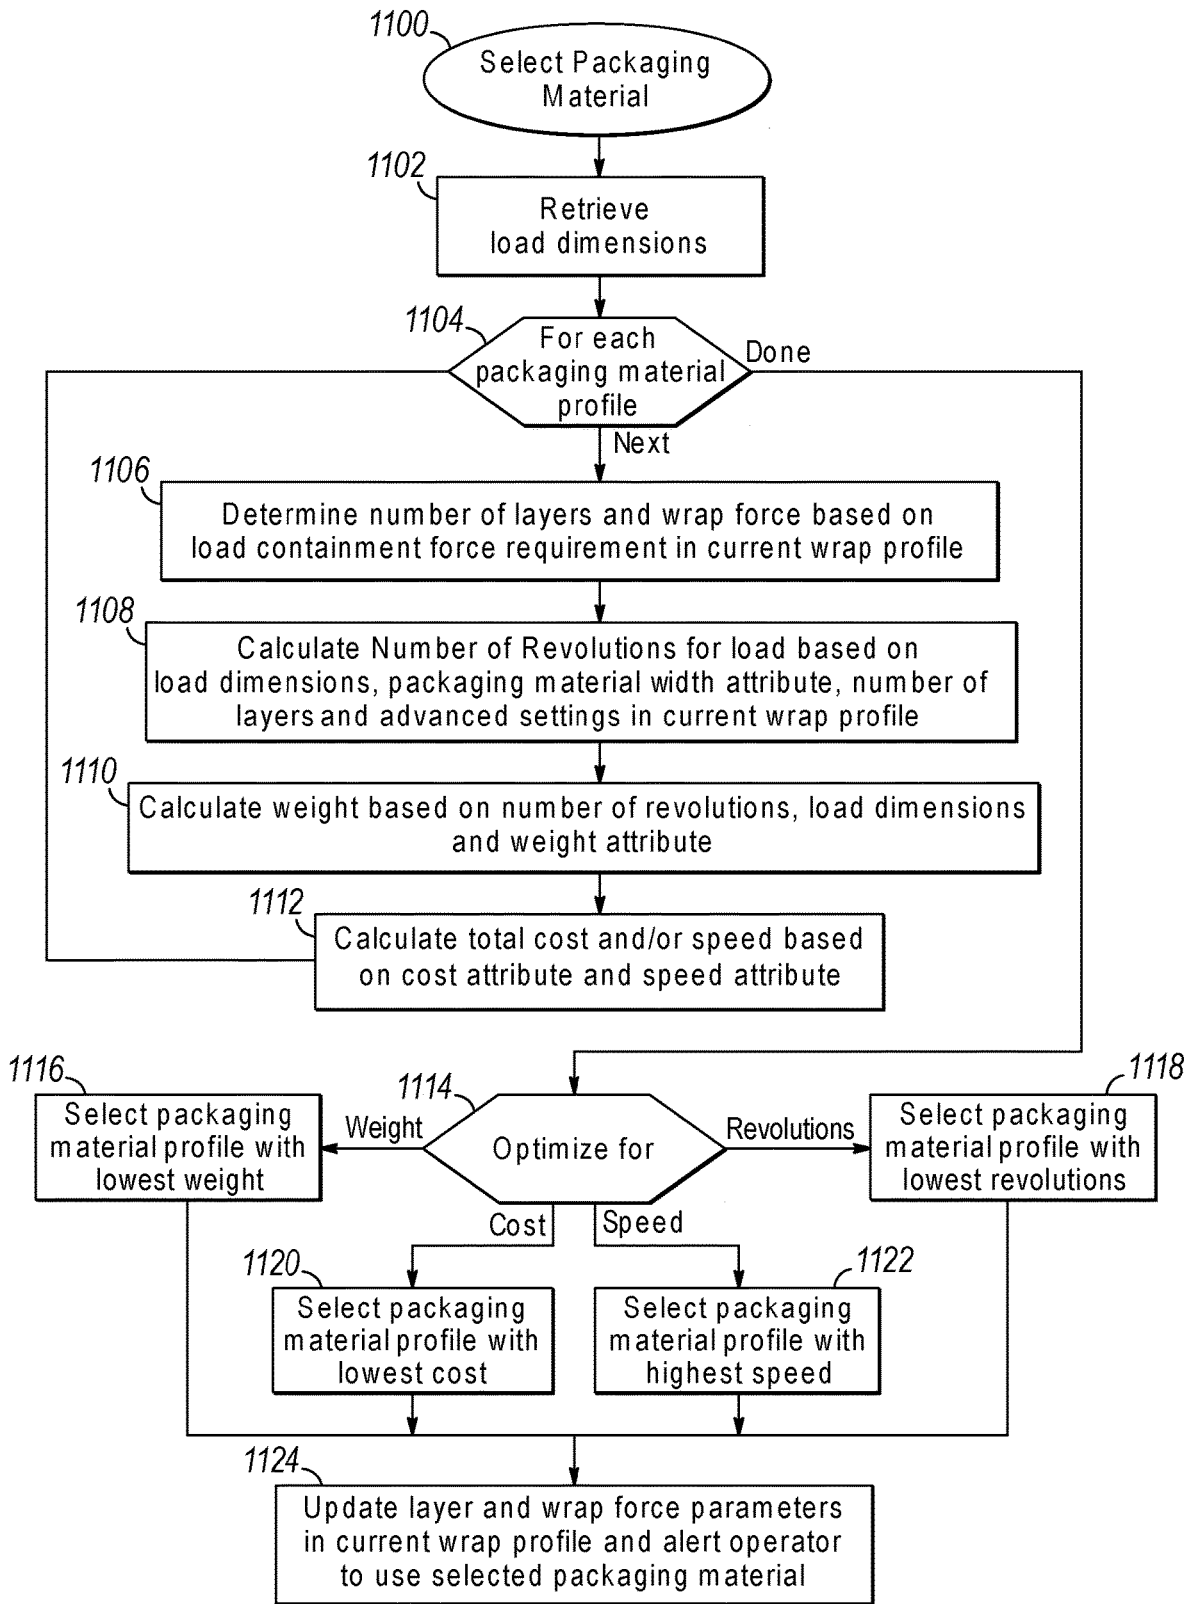 1100
Select Packaging
Material
1102
Retrieve
load dimensions
1104
For each
packaging material
profile
Done
Next
1106
Determine number of layers and wrap force based on
load containment force requirement in current wrap profile
1108
Calculate Number of Revolutions for load based on
load dimensions, packaging material width attribute, number of
layers and advanced settings in current wrap profile
1110
Calculate weight based on number of revolutions, load dimensions
and weight attribute
1112
Calculate total cost and/or speed based
on cost attribute and speed attribute
1116
Select packaging
material profile with
lowest weight
Weight
1114
Optimize for
Revolutions
1118
Select packaging
material profile with
lowest revolutions
Cost
Speed
1120
Select packaging
material profile with
lowest cost
1122
Select packaging
material profile with
highest speed
1124
Update layer and wrap force parameters
in current wrap profile and alert operator
to use selected packaging material